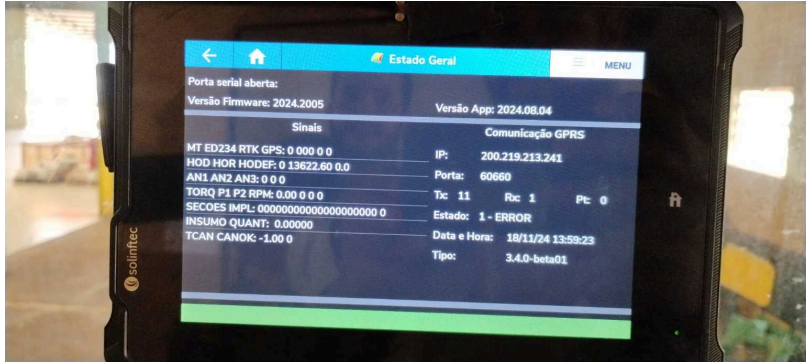 Estado Geral
MENU
Porta serial aberta:
Versão Firmware: 2024.2005
Versão App: 2024.08.04
Sinais
MT ED234 RTK GPS: 0 000 0 0
HOD HOR HODEF: 0 13622.60 0.0
AN1 AN2 AN3: 0 0 0
TORQ P1 P2 RPM: 0.00 0 0 0
SECOES IMPL: 00000000000000000000 0
INSUMO QUANT: 0.00000
TCAN CANOK: -1.00 0
Comunicação GPRS
IP: 200.219.213.241
Porta: 60660
Tx: 11 Rx: 1 Pt: 0
Estado: 1 - ERROR
Data e Hora: 18/11/24 13:59:23
Tipo: 3.4.0-beta01
solinftec